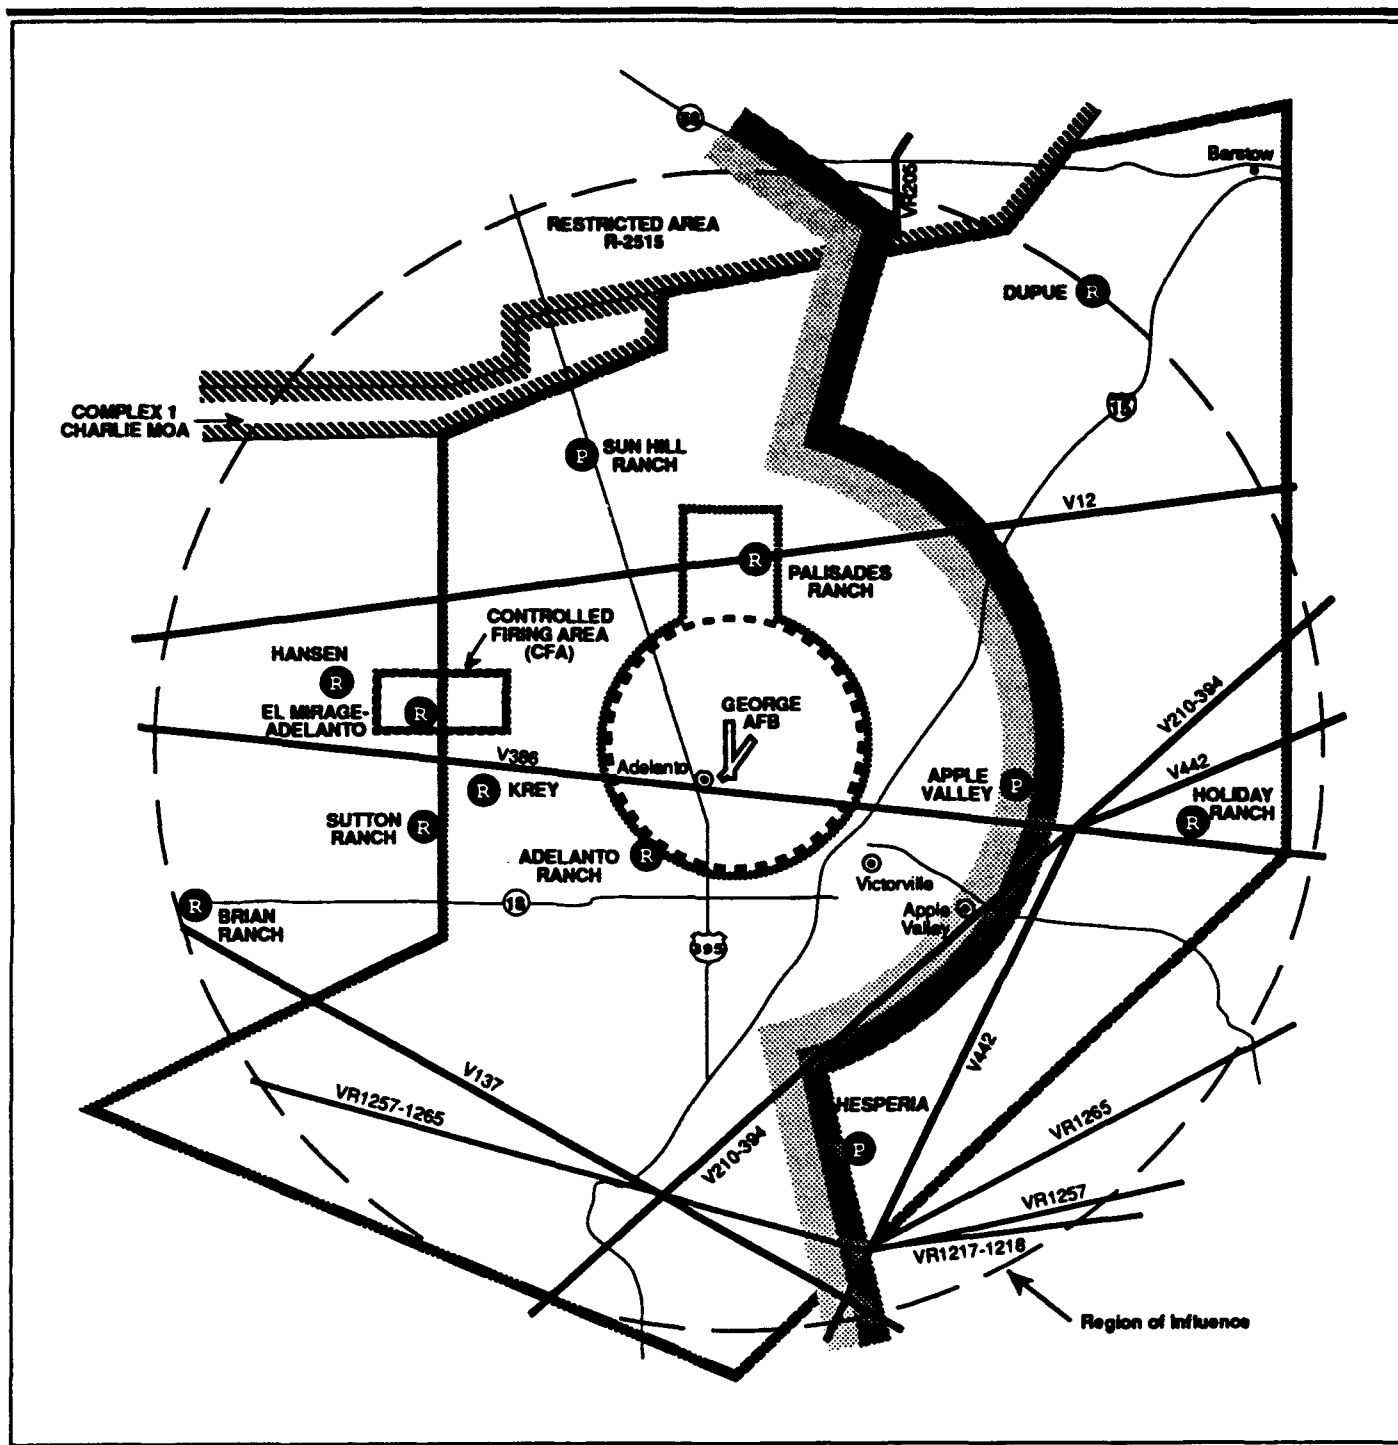 Barstow
VR205
RESTRICTED AREA
R-2515
DUPUE R
COMPLEX 1
CHARLIE MOA
15
P SUN HILL
RANCH
V12
R PALISADES
RANCH
CONTROLLED
FIRING AREA
(CFA)
HANSEN
R
EL MIRAGE-
ADELANTO
R
GEORGE
AFB
V210-394
V386
Adelanto
V442
APPLE
VALLEY
P
R KREY
HOLIDAY
RANCH
R
SUTTON
RANCH
R
ADELANTO
RANCH
R
Victorville
R BRIAN
RANCH
18
Apple
Valley
395
V442
V137
VR1257-1265
HESPERIA
P
VR1265
V210-394
VR1257
VR1217-1218
Region of Influence